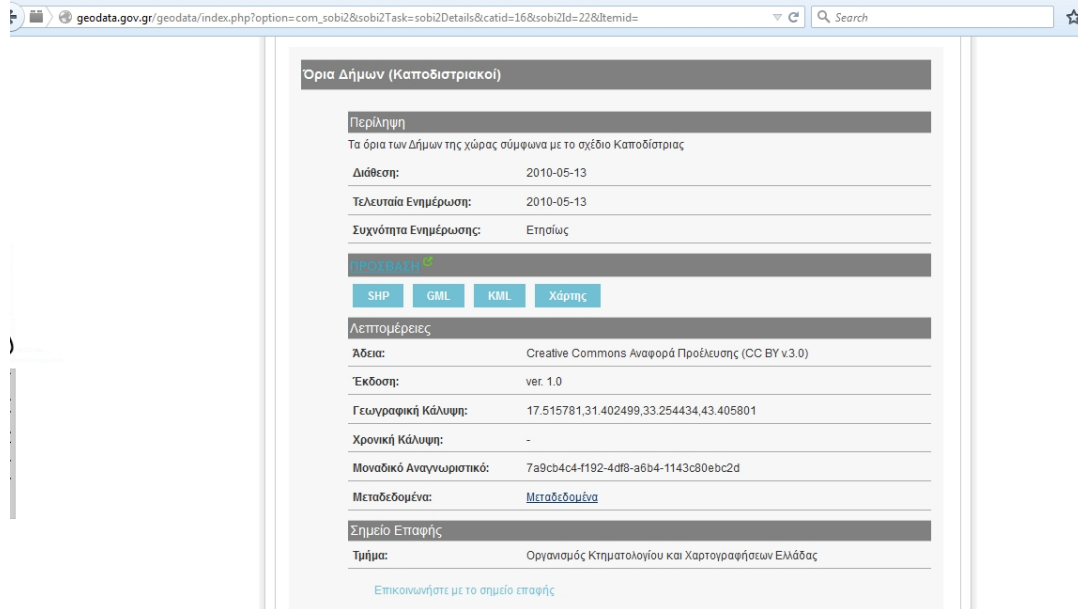 geodata.gov.gr/geodata/index.php?option=com_sobi2&sobi2Task=sobi2Details&catid=16&sobi2Id=22&Itemid=
Search
Όρια Δήμων (Καποδιστριακοί)
Περίληψη
Τα όρια των Δήμων της χώρας σύμφωνα με το σχέδιο Καποδίστριας
Διάθεση: 2010-05-13
Τελευταία Ενημέρωση: 2010-05-13
Συχνότητα Ενημέρωσης: Ετησίως
ΠΡΟΣΒΑΣΗ
SHP GML KML Χάρτης
Λεπτομέρειες
Άδεια: Creative Commons Αναφορά Προέλευσης (CC BY v.3.0)
Έκδοση: ver. 1.0
Γεωγραφική Κάλυψη: 17.515781,31.402499,33.254434,43.405801
Χρονική Κάλυψη: -
Μοναδικό Αναγνωριστικό: 7a9cb4c4-f192-4df8-a6b4-1143c80ebc2d
Μεταδεδομένα: Μεταδεδομένα
Σημείο Επαφής
Τμήμα: Οργανισμός Κτηματολογίου και Χαρτογραφήσεων Ελλάδας
Επικοινωνήστε με το σημείο επαφής